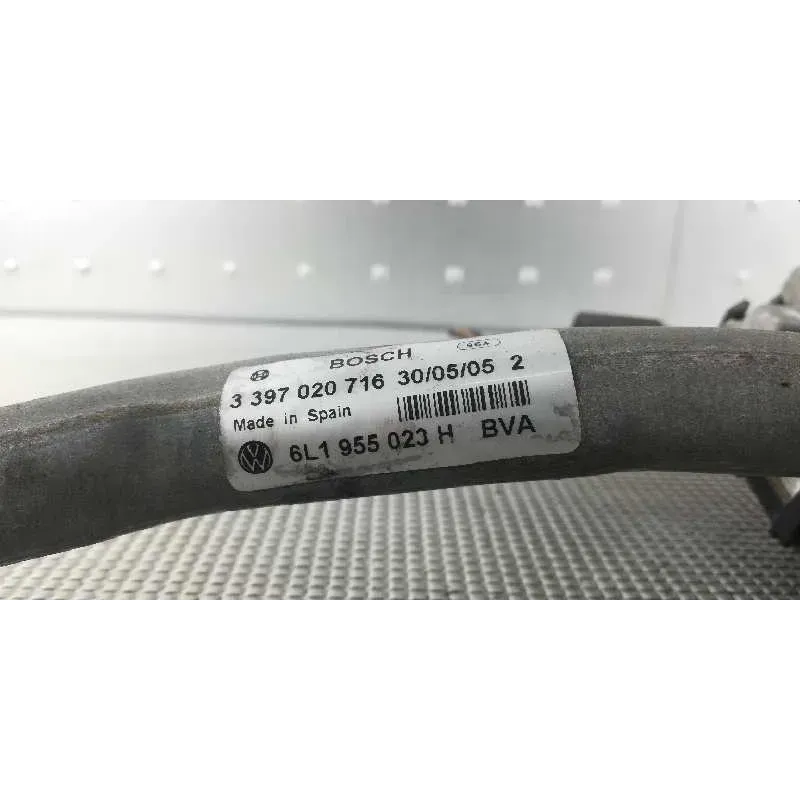 BOSCH
3 397 020 716 30/05/05 2
Made in Spain
6L1 955 023 H BVA